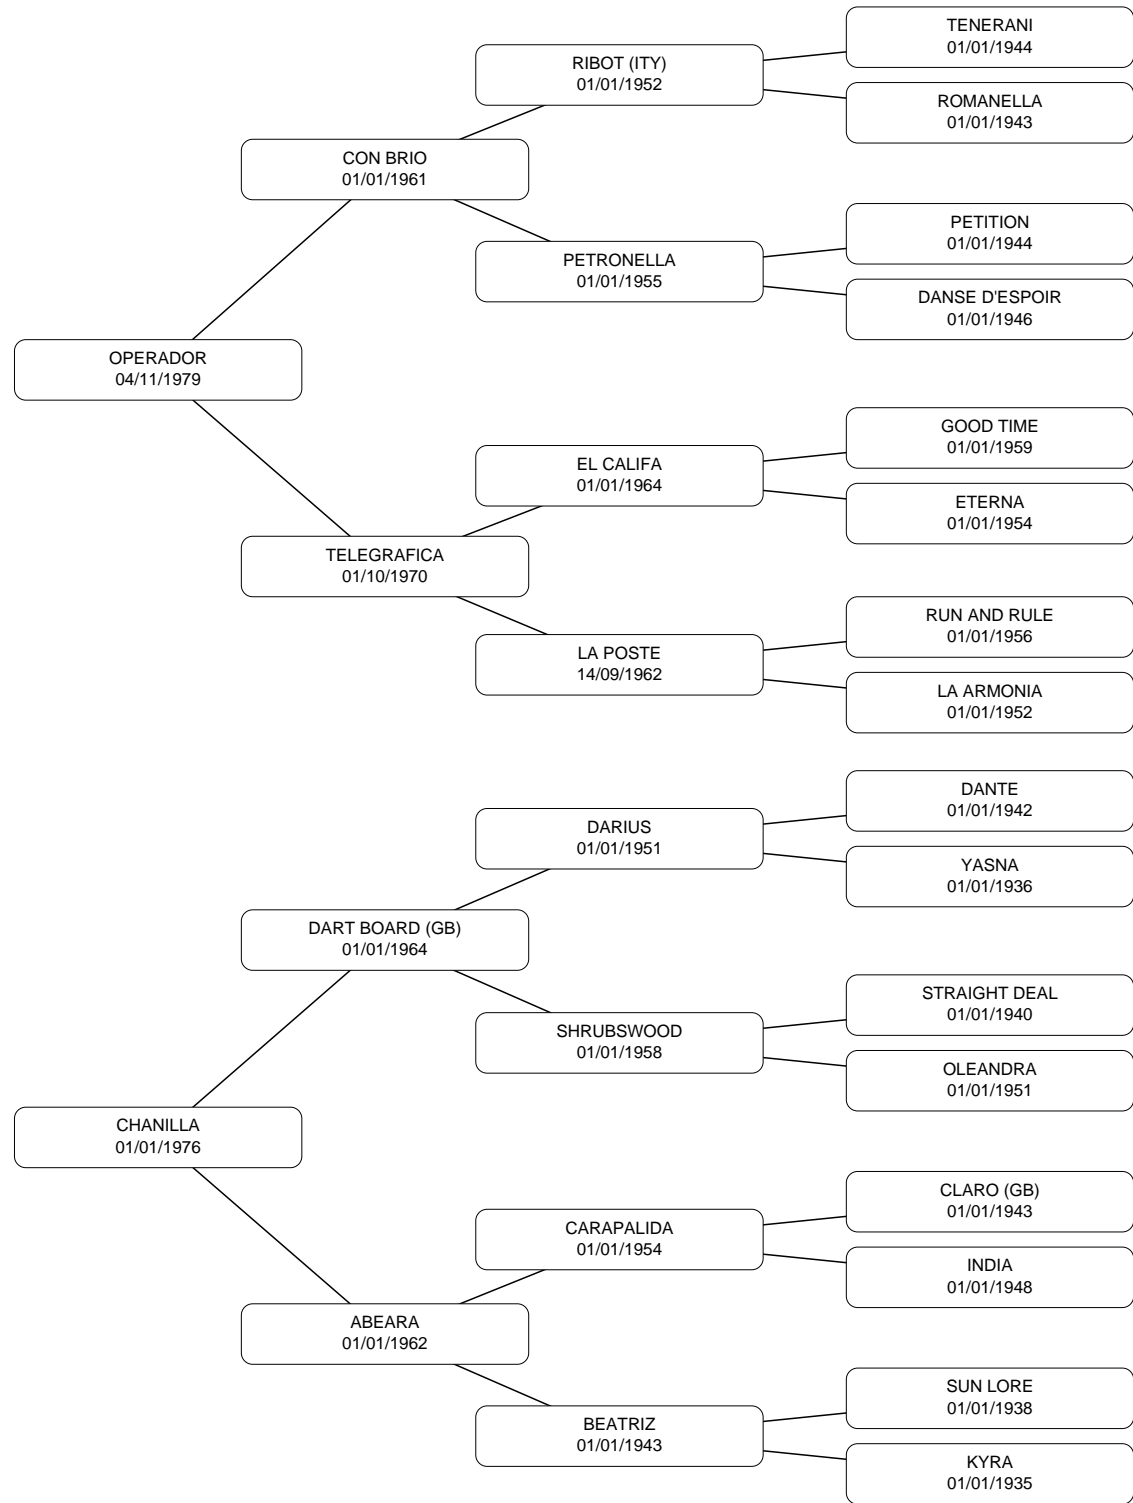 TENERANI
01/01/1944
RIBOT (ITY)
01/01/1952
ROMANELLA
01/01/1943
CON BRIO
01/01/1961
PETITION
01/01/1944
PETRONELLA
01/01/1955
DANSE D'ESPOIR
01/01/1946
OPERADOR
04/11/1979
GOOD TIME
01/01/1959
EL CALIFA
01/01/1964
ETERNA
01/01/1954
TELEGRAFICA
01/10/1970
RUN AND RULE
01/01/1956
LA POSTE
14/09/1962
LA ARMONIA
01/01/1952
DANTE
01/01/1942
DARIUS
01/01/1951
YASNA
01/01/1936
DART BOARD (GB)
01/01/1964
STRAIGHT DEAL
01/01/1940
SHRUBSWOOD
01/01/1958
OLEANDRA
01/01/1951
CHANILLA
01/01/1976
CLARO (GB)
01/01/1943
CARAPALIDA
01/01/1954
INDIA
01/01/1948
ABEARA
01/01/1962
SUN LORE
01/01/1938
BEATRIZ
01/01/1943
KYRA
01/01/1935